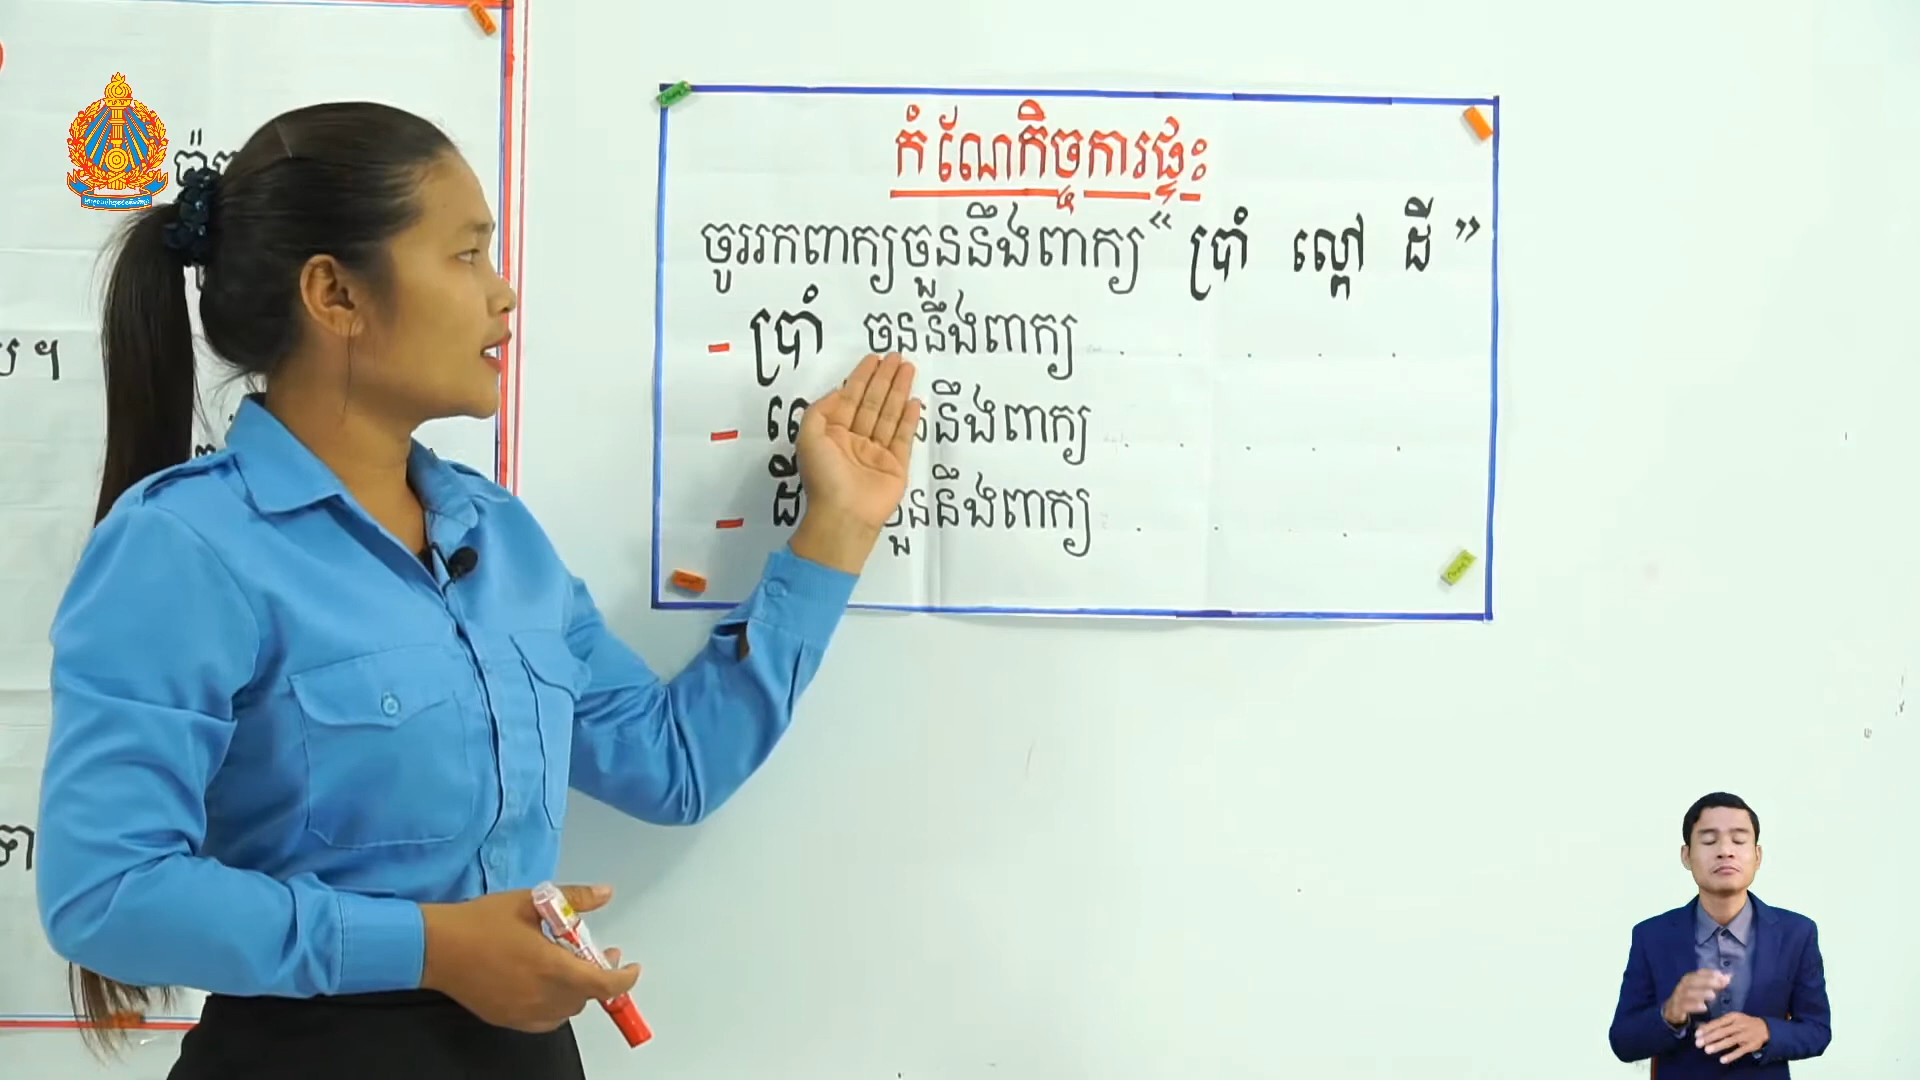 កំណែកិច្ចការផ្ទះ
ចូររកពាក្យចួននឹងពាក្យ “ ប្រាំ ល្ពៅ ដី ”
- ប្រាំ ចួននឹងពាក្យ . . . . .
- នឹងពាក្យ . . . . .
- ដី ចួននឹងពាក្យ . . . .